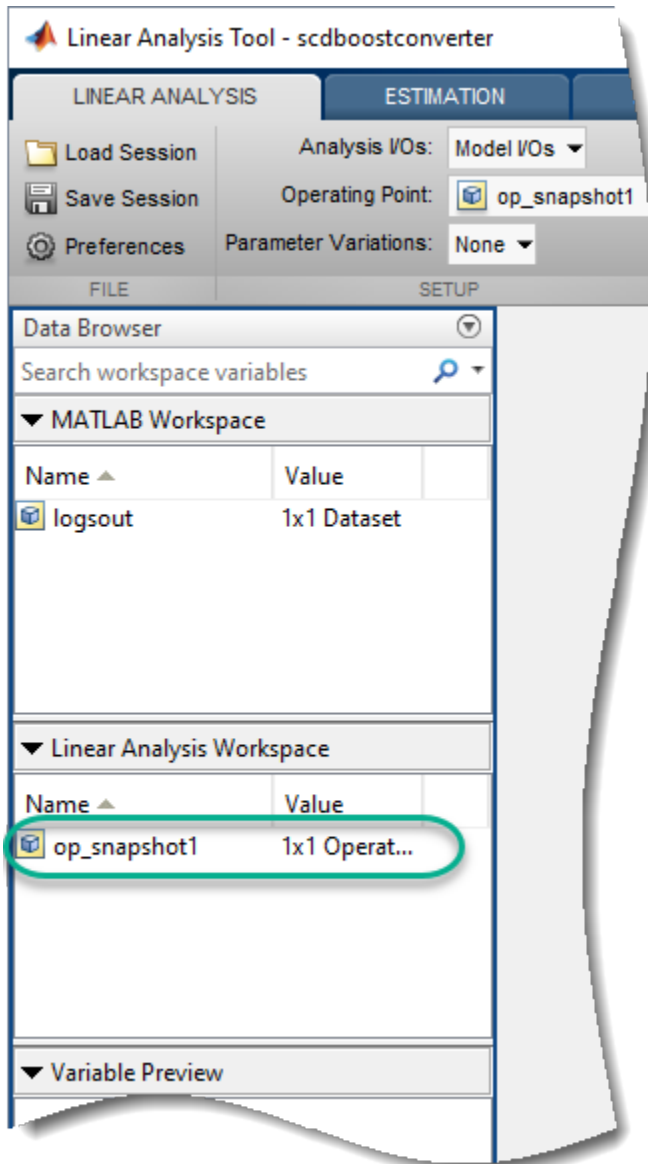 Linear Analysis Tool - scdboostconverter
LINEAR ANALYSIS ESTIMATION
Load Session Analysis I/Os: Model I/Os
Save Session Operating Point: op_snapshot1
Preferences Parameter Variations: None
FILE SETUP
Data Browser
Search workspace variables
MATLAB Workspace
Name Value
logsout 1x1 Dataset
Linear Analysis Workspace
Name Value
op_snapshot1 1x1 Operat...
Variable Preview